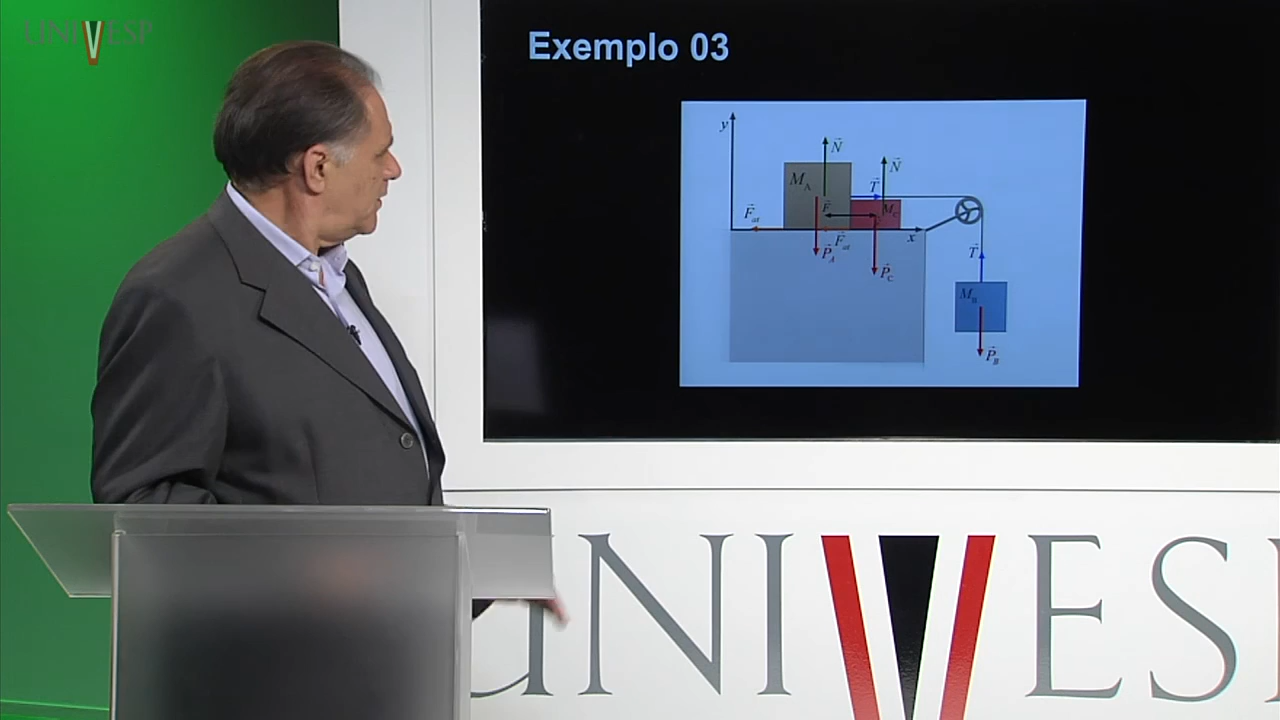 UNIVESP
Exemplo 03
y
N
N
M_A
T
F
M_C
F_at
F_at
x
P_A
P_C
T
M_B
P_B
UNIVESP